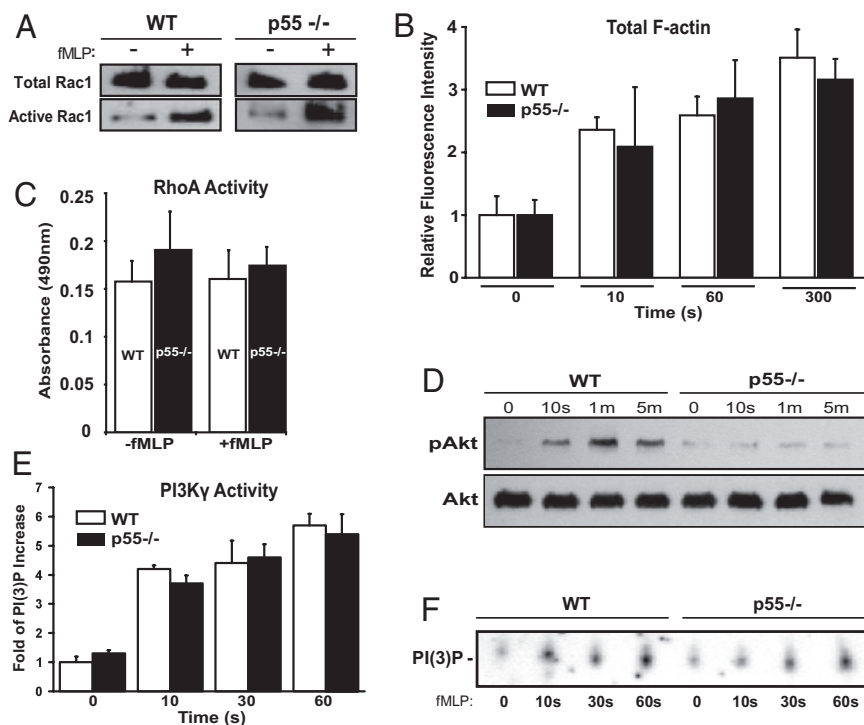 A
WT p55 -/-
fMLP: - + - +
Total Rac1
Active Rac1
B
Total F-actin
Relative Fluorescence Intensity
4
3
2
1
0
WT
p55-/-
0 10 60 300
Time (s)
C
RhoA Activity
Absorbance (490nm)
0.25
0.2
0.15
0.1
0.05
0
WT p55-/- WT p55-/-
-fMLP +fMLP
D
WT p55-/-
0 10s 1m 5m 0 10s 1m 5m
pAkt
Akt
E
PI3Kγ Activity
Fold of PI(3)P Increase
7
6
5
4
3
2
1
0
WT
p55-/-
0 10 30 60
Time (s)
F
WT p55-/-
PI(3)P -
fMLP: 0 10s 30s 60s 0 10s 30s 60s